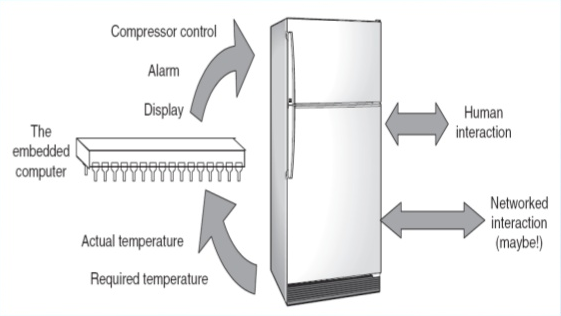 Compressor control
Alarm
Display
The
embedded
computer
Actual temperature
Required temperature
Human
interaction
Networked
interaction
(maybe!)